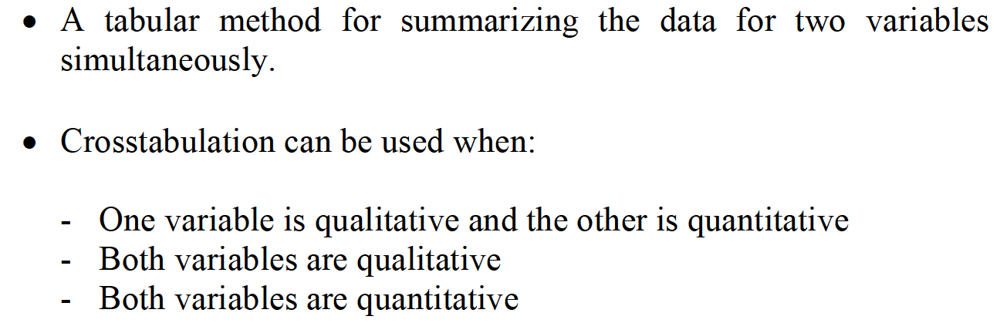 • A tabular method for summarizing the data for two variables
simultaneously.
• Crosstabulation can be used when:
- One variable is qualitative and the other is quantitative
- Both variables are qualitative
- Both variables are quantitative